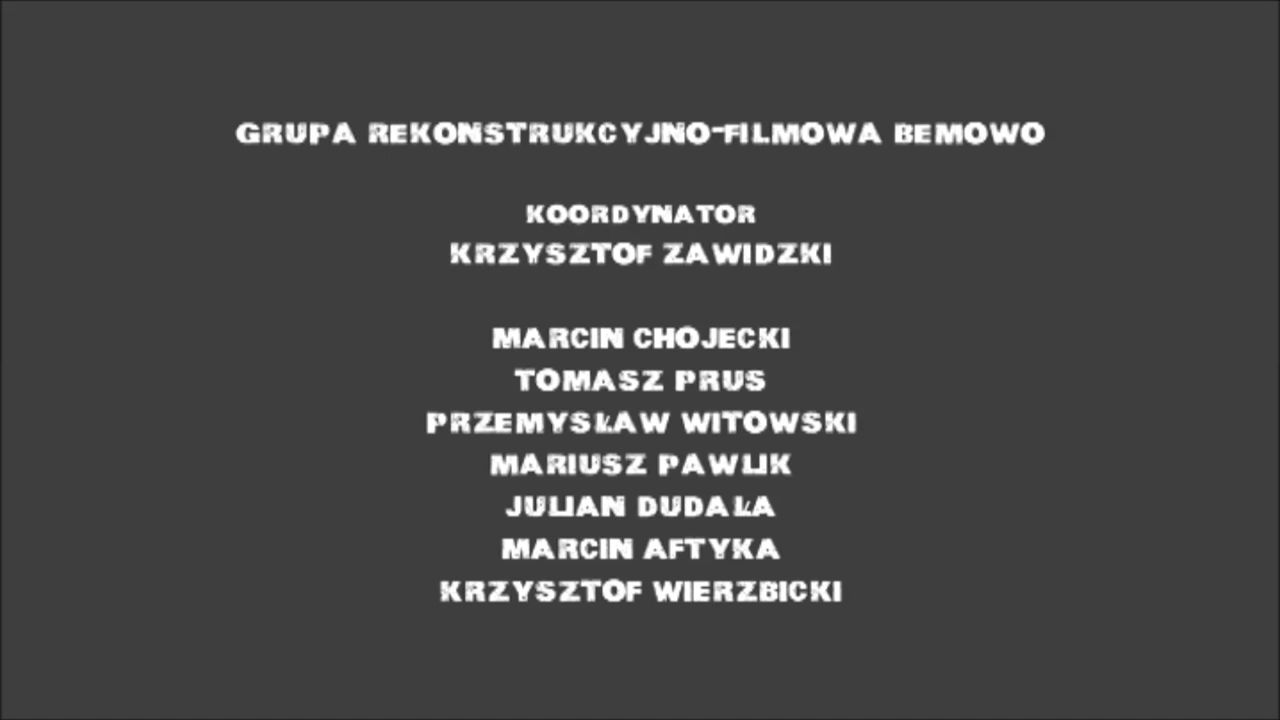 GRUPA REKONSTRUKCYJNO-FILMOWA BEMOWO
KOORDYNATOR
KRZYSZTOF ZAWIDZKI
MARCIN CHOJECKI
TOMASZ PRUS
PRZEMYSŁAW WITOWSKI
MARIUSZ PAWLIK
JULIAN DUDAŁA
MARCIN AFTYKA
KRZYSZTOF WIERZBICKI